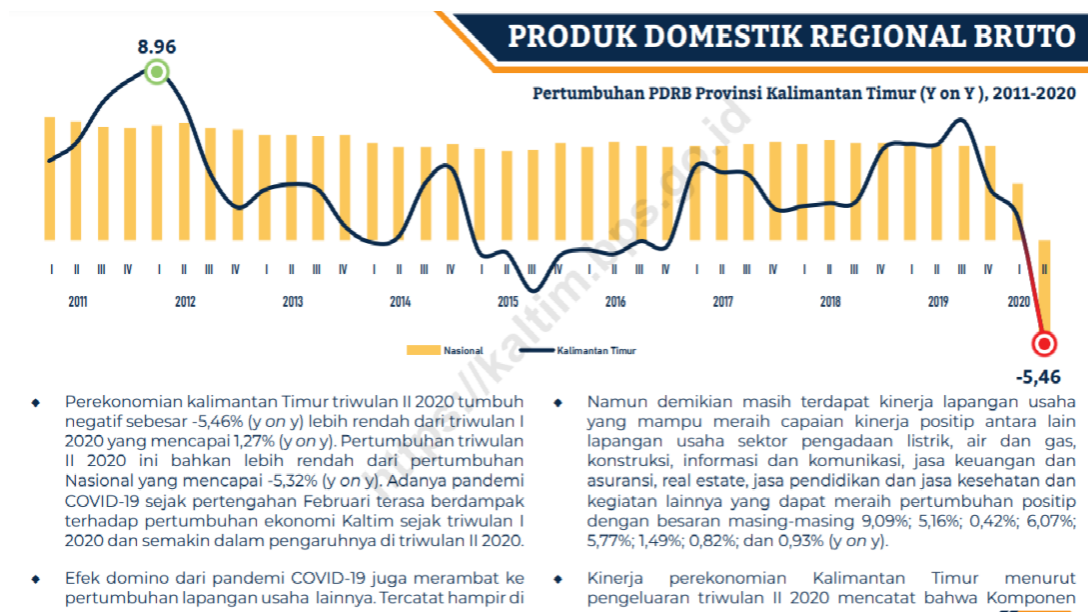 PRODUK DOMESTIK REGIONAL BRUTO
Pertumbuhan PDRB Provinsi Kalimantan Timur (Y on Y ), 2011-2020
8.96
I II III IV I II III IV I II III IV I II III IV I II III IV I II III IV I II III IV I II III IV I II III IV I II
2011 2012 2013 2014 2015 2016 2017 2018 2019 2020
Nasional Kalimantan Timur
-5,46
https://kaltim.bps.go.id
Perekonomian kalimantan Timur triwulan II 2020 tumbuh
negatif sebesar -5,46% (y on y) lebih rendah dari triwulan I
2020 yang mencapai 1,27% (y on y). Pertumbuhan triwulan
II 2020 ini bahkan lebih rendah dari pertumbuhan
Nasional yang mencapai -5,32% (y on y). Adanya pandemi
COVID-19 sejak pertengahan Februari terasa berdampak
terhadap pertumbuhan ekonomi Kaltim sejak triwulan I
2020 dan semakin dalam pengaruhnya di triwulan II 2020.
Efek domino dari pandemi COVID-19 juga merambat ke
pertumbuhan lapangan usaha lainnya. Tercatat hampir di
Namun demikian masih terdapat kinerja lapangan usaha
yang mampu meraih capaian kinerja positip antara lain
lapangan usaha sektor pengadaan listrik, air dan gas,
konstruksi, informasi dan komunikasi, jasa keuangan dan
asuransi, real estate, jasa pendidikan dan jasa kesehatan dan
kegiatan lainnya yang dapat meraih pertumbuhan positip
dengan besaran masing-masing 9,09%; 5,16%; 0,42%; 6,07%;
5,77%; 1,49%; 0,82%; dan 0,93% (y on y).
Kinerja perekonomian Kalimantan Timur menurut
pengeluaran triwulan II 2020 mencatat bahwa Komponen